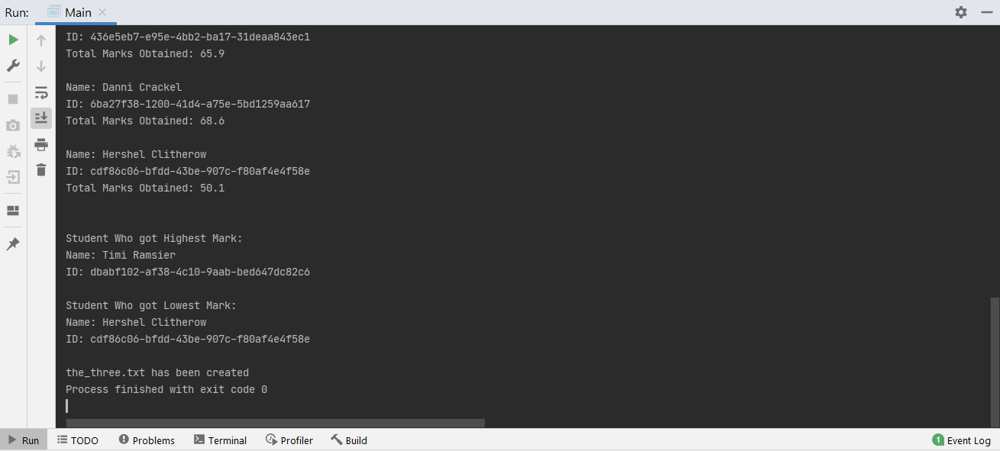 Run: Main
ID: 436e5eb7-e95e-4bb2-ba17-31deaa843ec1
Total Marks Obtained: 65.9
Name: Danni Crackel
ID: 6ba27f38-1200-41d4-a75e-5bd1259aa617
Total Marks Obtained: 68.6
Name: Hershel Clitherow
ID: cdf86c06-bfdd-43be-907c-f80af4e4f58e
Total Marks Obtained: 50.1
Student Who got Highest Mark:
Name: Timi Ramsier
ID: dbabf102-af38-4c10-9aab-bed647dc82c6
Student Who got Lowest Mark:
Name: Hershel Clitherow
ID: cdf86c06-bfdd-43be-907c-f80af4e4f58e
the_three.txt has been created
Process finished with exit code 0
Run TODO Problems Terminal Profiler Build 1 Event Log